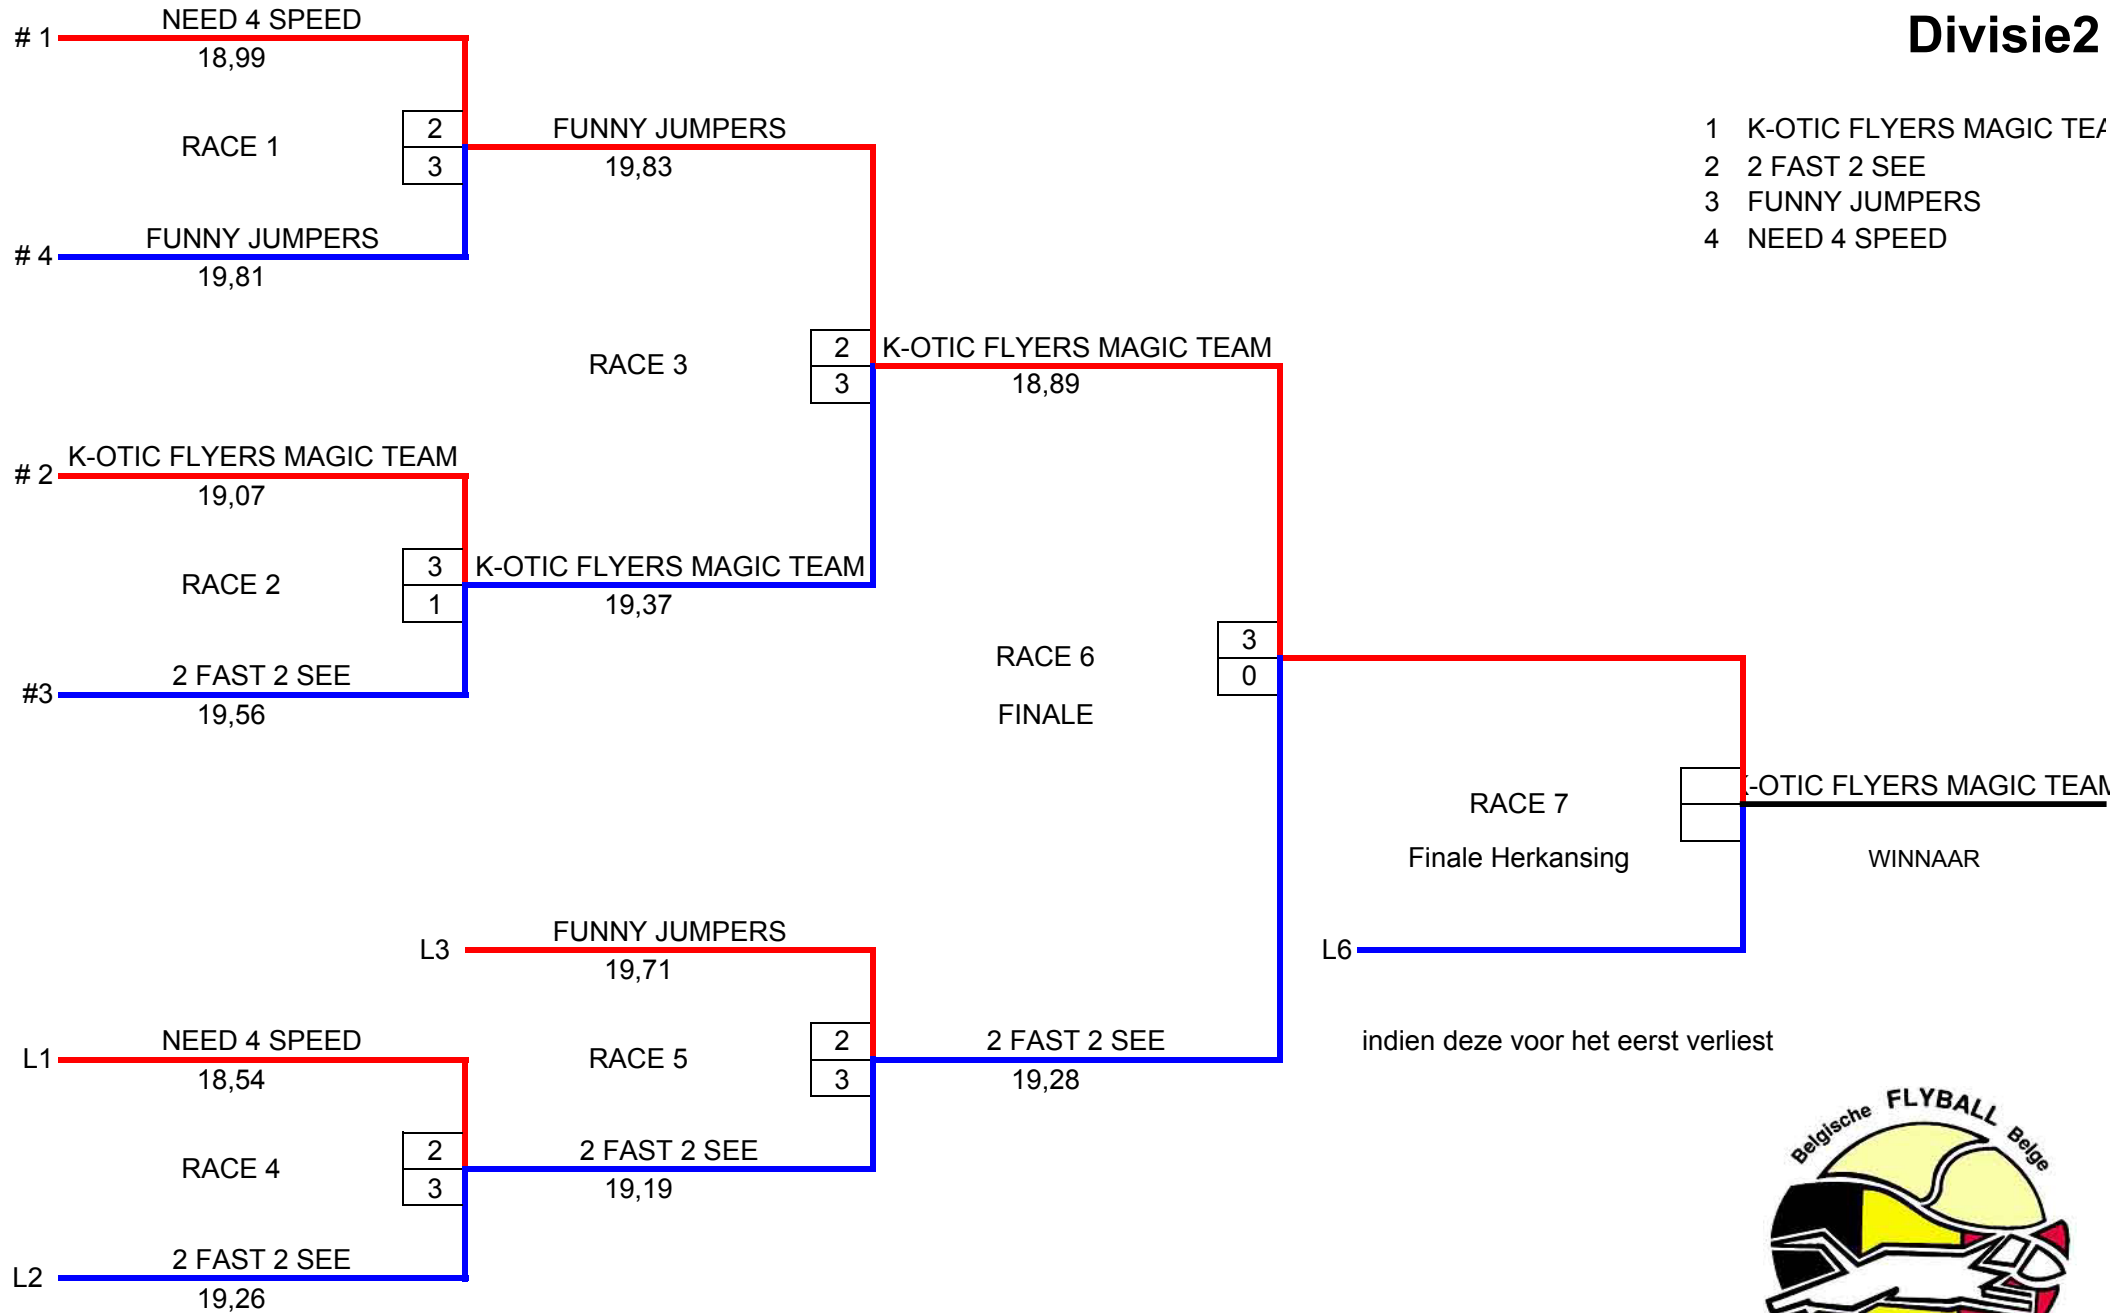 Divisie2
# 1
NEED 4 SPEED
18,99
RACE 1
2
3
FUNNY JUMPERS
19,83
# 4
FUNNY JUMPERS
19,81
1 K-OTIC FLYERS MAGIC TEA
2 2 FAST 2 SEE
3 FUNNY JUMPERS
4 NEED 4 SPEED
RACE 3
2
3
K-OTIC FLYERS MAGIC TEAM
18,89
# 2
K-OTIC FLYERS MAGIC TEAM
19,07
RACE 2
3
1
K-OTIC FLYERS MAGIC TEAM
19,37
#3
2 FAST 2 SEE
19,56
RACE 6
3
0
FINALE
RACE 7
Finale Herkansing
K-OTIC FLYERS MAGIC TEAM
WINNAAR
L3
FUNNY JUMPERS
19,71
L6
indien deze voor het eerst verliest
L1
NEED 4 SPEED
18,54
RACE 5
2
3
2 FAST 2 SEE
19,28
RACE 4
2
3
2 FAST 2 SEE
19,19
L2
2 FAST 2 SEE
19,26
Belgische FLYBALL Belge